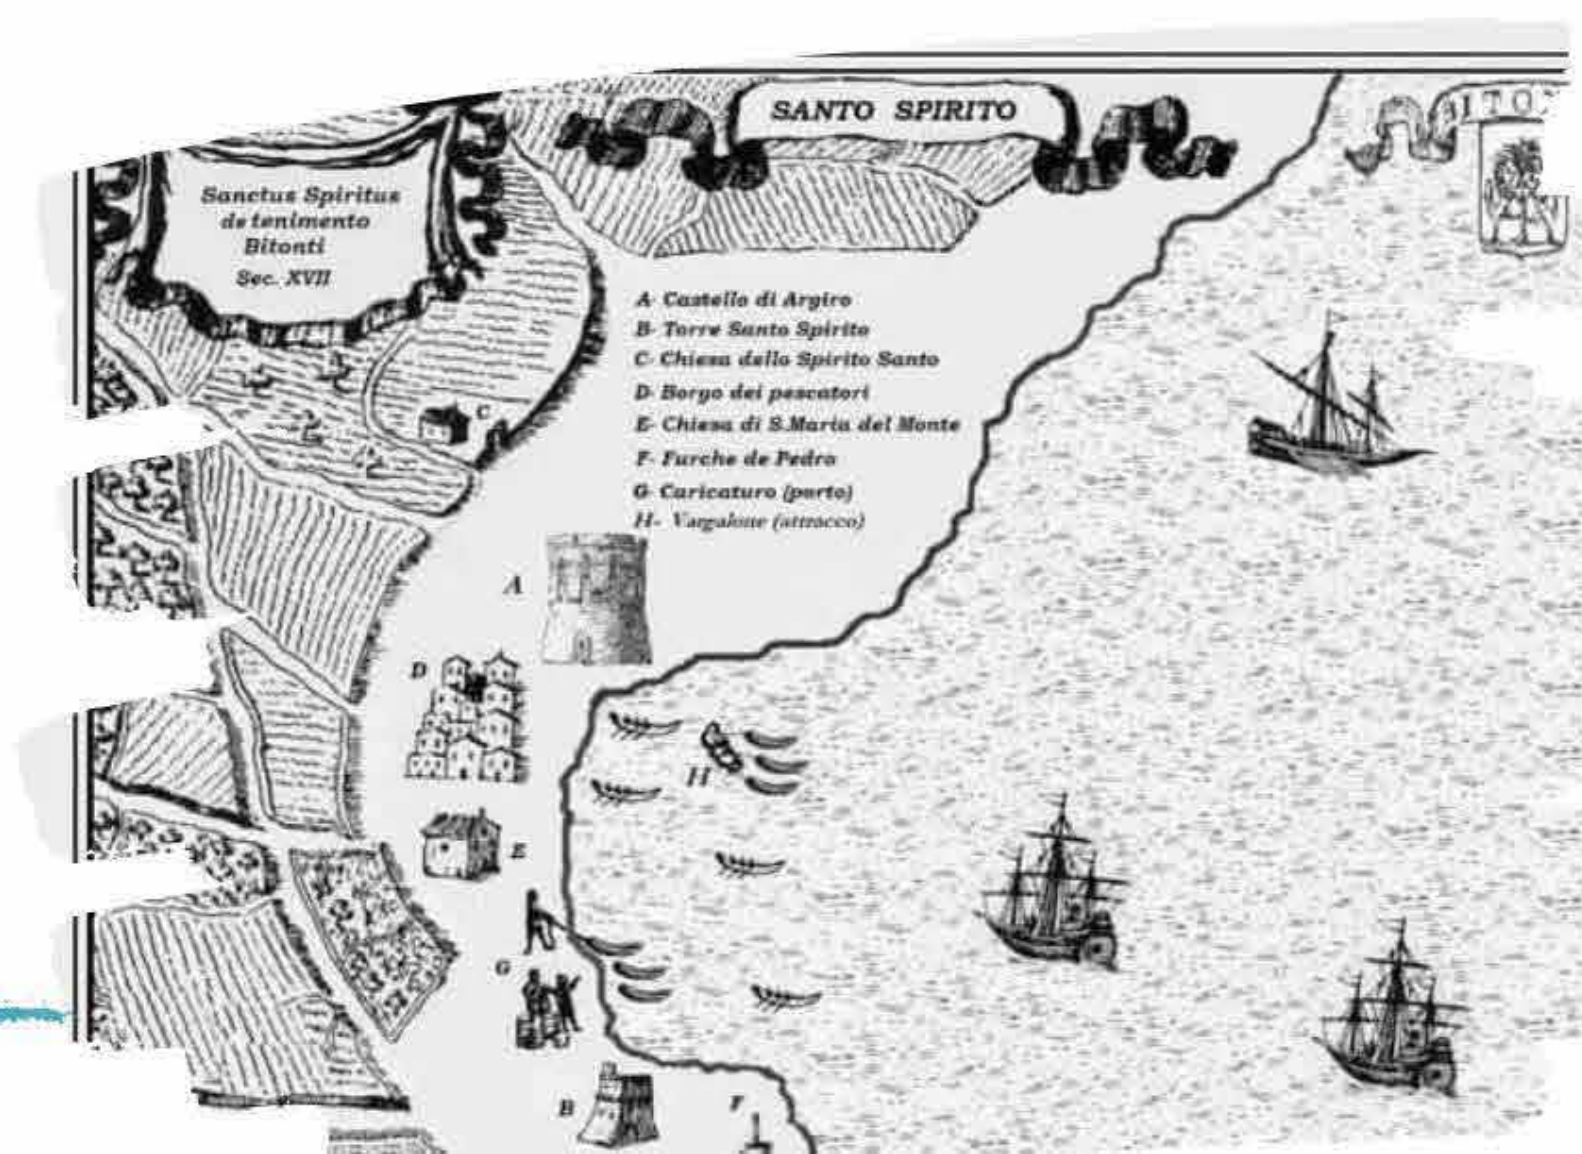 SANTO SPIRITO
Sanctus Spiritus
de tenimento
Bitonti
Sec. XVII
A- Castello di Argiro
B- Torre Santo Spirito
C- Chiesa dello Spirito Santo
D- Borgo dei pescatori
E- Chiesa di S.Maria del Monte
F- Furche de Pedro
G- Caricaturo (porto)
H- Vargalone (attracco)
C
A
D
H
E
G
B
F